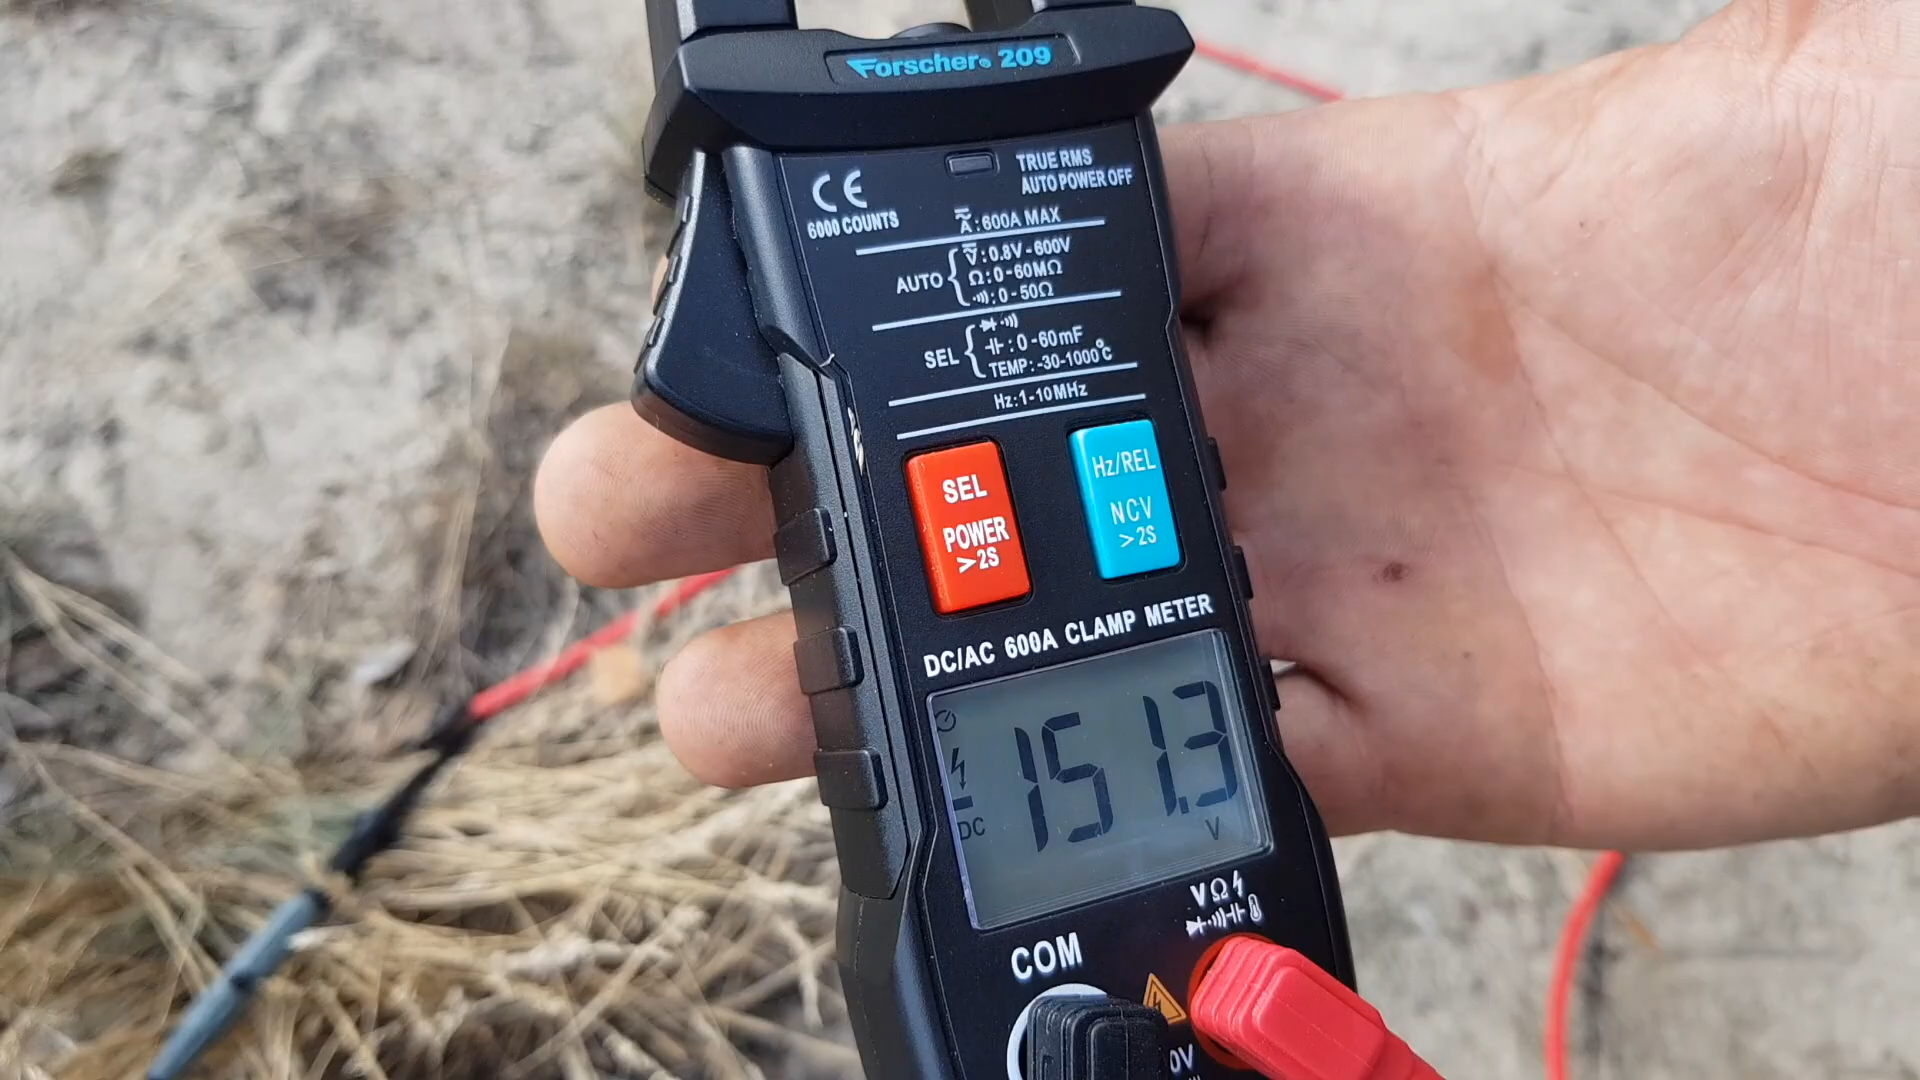 Forscher® 209
CE
TRUE RMS
AUTO POWER OFF
6000 COUNTS
A:600A MAX
AUTO
V:0.8V-600V
Ω:0-60MΩ
:0-50Ω
SEL
:0-60mF
TEMP:-30-1000°C
Hz:1-10MHz
SEL
POWER
>2S
Hz/REL
NCV
>2S
DC/AC 600A CLAMP METER
151.3
DC
V
VΩ
COM
0V